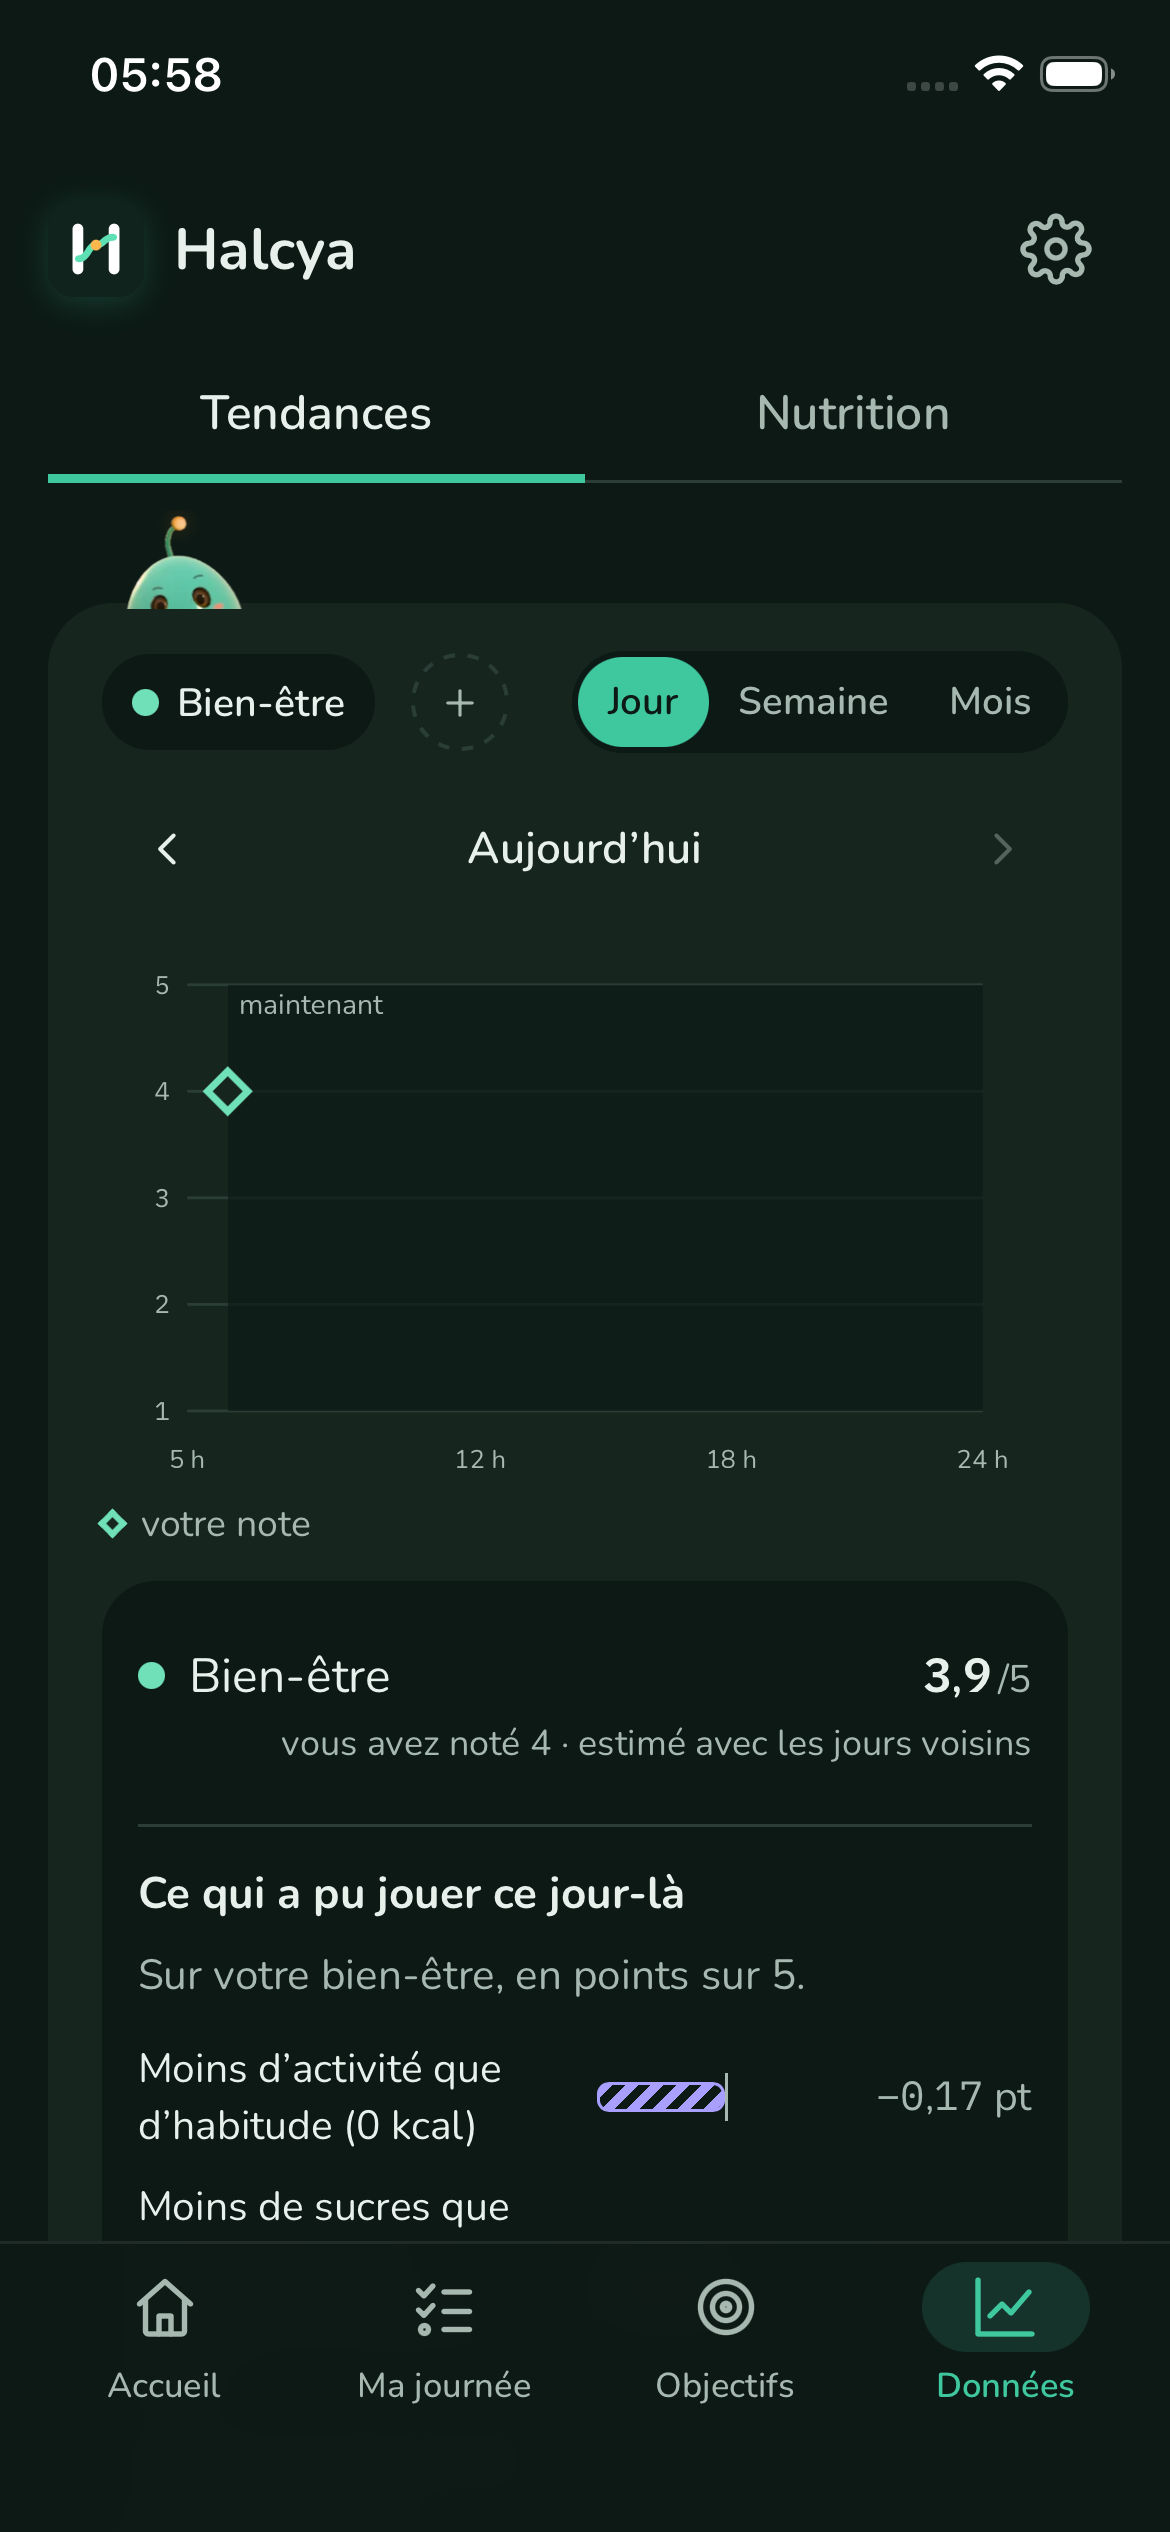 05:58
Halcya
Tendances
Nutrition
Bien-être
Jour
Semaine
Mois
Aujourd’hui
5
maintenant
4
3
2
1
5 h
12 h
18 h
24 h
votre note
Bien-être
3,9 /5
vous avez noté 4 · estimé avec les jours voisins
Ce qui a pu jouer ce jour-là
Sur votre bien-être, en points sur 5.
Moins d’activité que
d’habitude (0 kcal)
−0,17 pt
Moins de sucres que
Accueil
Ma journée
Objectifs
Données